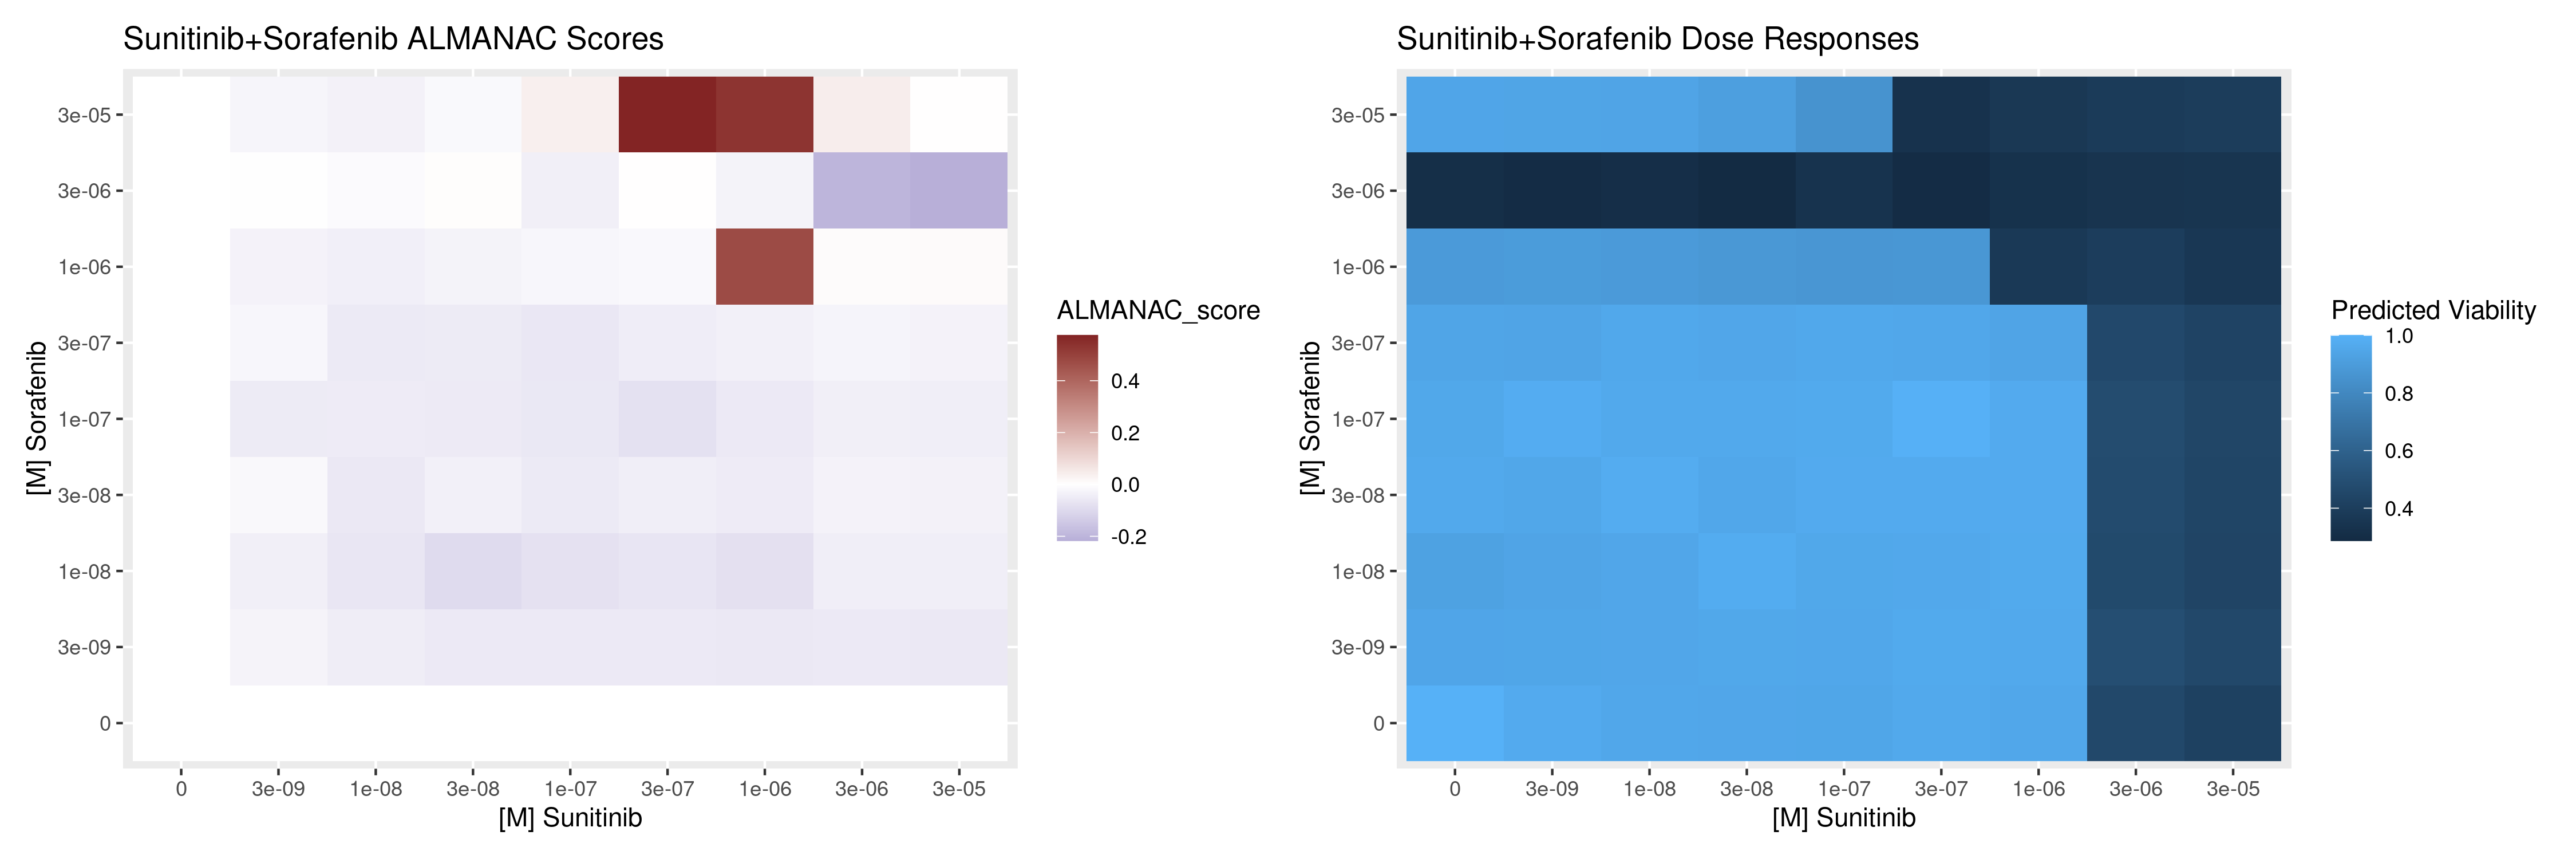 Sunitinib+Sorafenib ALMANAC Scores
[M] Sorafenib
3e-05
3e-06
1e-06
3e-07
1e-07
3e-08
1e-08
3e-09
0
0 3e-09 1e-08 3e-08 1e-07 3e-07 1e-06 3e-06 3e-05
[M] Sunitinib
ALMANAC_score
0.4
0.2
0.0
-0.2
Sunitinib+Sorafenib Dose Responses
[M] Sorafenib
3e-05
3e-06
1e-06
3e-07
1e-07
3e-08
1e-08
3e-09
0
0 3e-09 1e-08 3e-08 1e-07 3e-07 1e-06 3e-06 3e-05
[M] Sunitinib
Predicted Viability
1.0
0.8
0.6
0.4